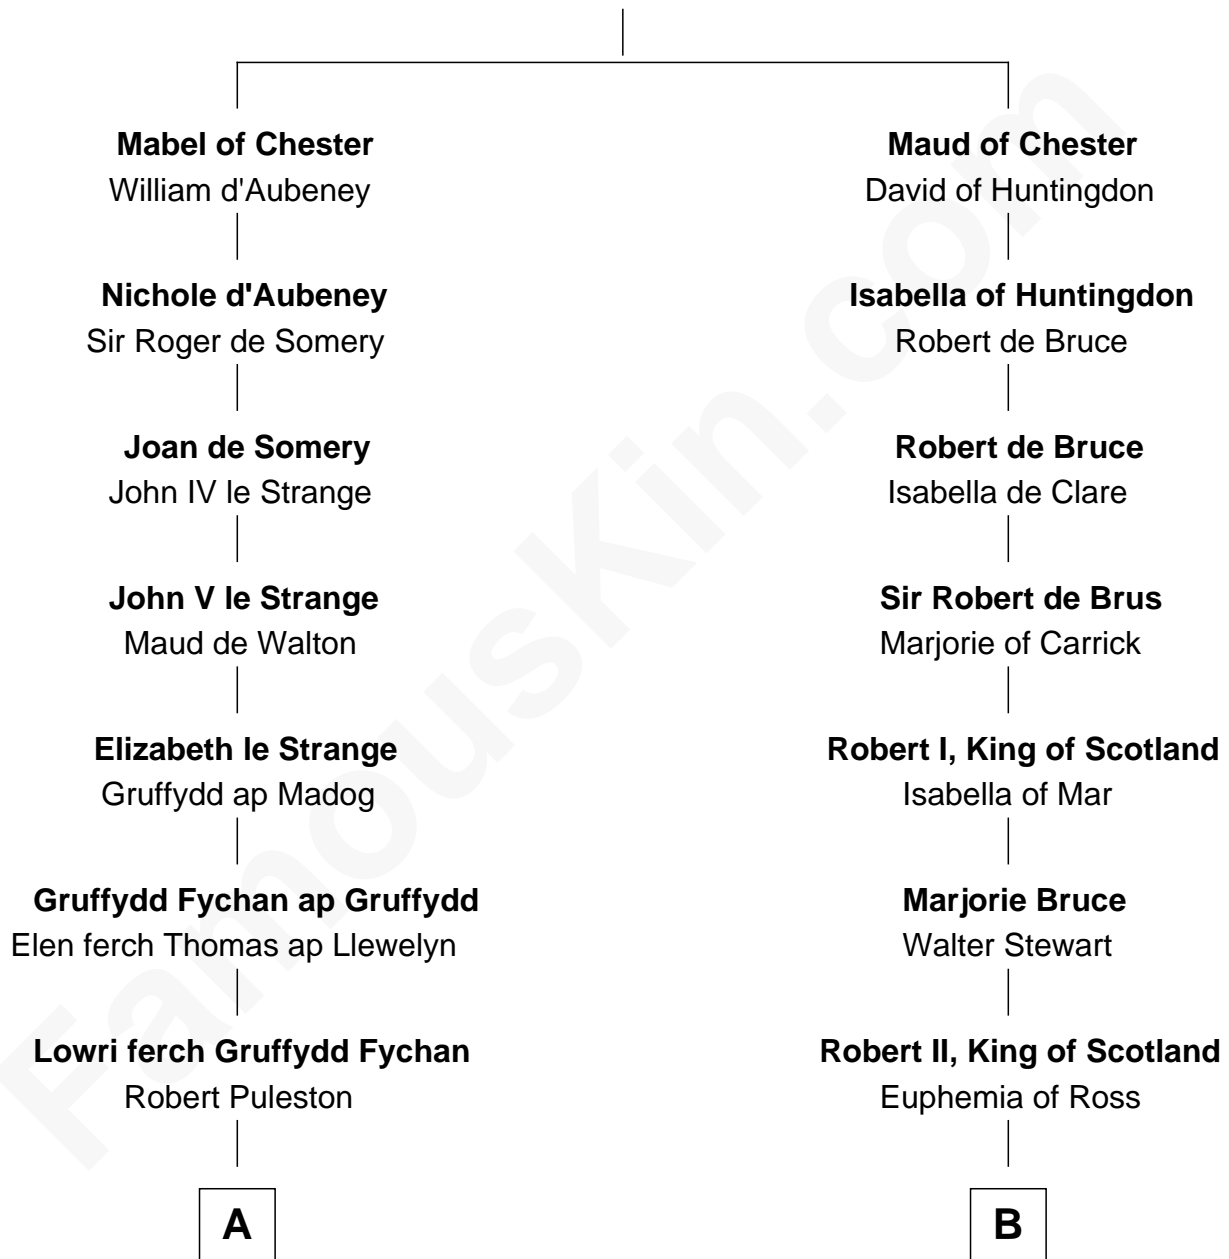 Mabel of Chester
William d'Aubeney
Maud of Chester
David of Huntingdon
Nichole d'Aubeney
Sir Roger de Somery
Isabella of Huntingdon
Robert de Bruce
Joan de Somery
John IV le Strange
Robert de Bruce
Isabella de Clare
John V le Strange
Maud de Walton
Sir Robert de Brus
Marjorie of Carrick
Elizabeth le Strange
Gruffydd ap Madog
Robert I, King of Scotland
Isabella of Mar
Gruffydd Fychan ap Gruffydd
Elen ferch Thomas ap Llewelyn
Marjorie Bruce
Walter Stewart
Lowri ferch Gruffydd Fychan
Robert Puleston
Robert II, King of Scotland
Euphemia of Ross
A
B
FamousKin.com